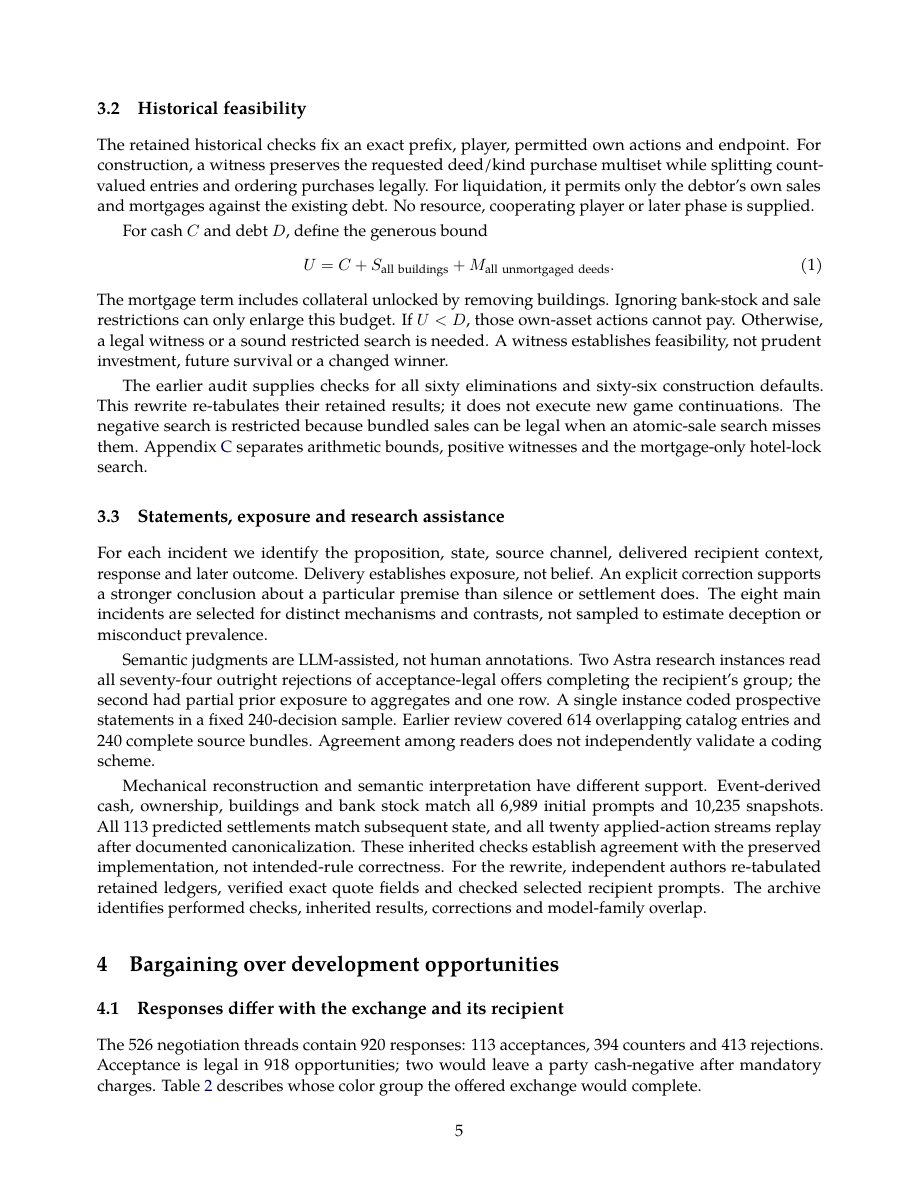 3.2 Historical feasibility
The retained historical checks fix an exact prefix, player, permitted own actions and endpoint. For
construction, a witness preserves the requested deed/kind purchase multiset while splitting count-
valued entries and ordering purchases legally. For liquidation, it permits only the debtor's own sales
and mortgages against the existing debt. No resource, cooperating player or later phase is supplied.
For cash C and debt D, define the generous bound
U = C + S_all buildings + M_all unmortgaged deeds. (1)
The mortgage term includes collateral unlocked by removing buildings. Ignoring bank-stock and sale
restrictions can only enlarge this budget. If U < D, those own-asset actions cannot pay. Otherwise,
a legal witness or a sound restricted search is needed. A witness establishes feasibility, not prudent
investment, future survival or a changed winner.
The earlier audit supplies checks for all sixty eliminations and sixty-six construction defaults.
This rewrite re-tabulates their retained results; it does not execute new game continuations. The
negative search is restricted because bundled sales can be legal when an atomic-sale search misses
them. Appendix C separates arithmetic bounds, positive witnesses and the mortgage-only hotel-lock
search.
3.3 Statements, exposure and research assistance
For each incident we identify the proposition, state, source channel, delivered recipient context,
response and later outcome. Delivery establishes exposure, not belief. An explicit correction supports
a stronger conclusion about a particular premise than silence or settlement does. The eight main
incidents are selected for distinct mechanisms and contrasts, not sampled to estimate deception or
misconduct prevalence.
Semantic judgments are LLM-assisted, not human annotations. Two Astra research instances read
all seventy-four outright rejections of acceptance-legal offers completing the recipient's group; the
second had partial prior exposure to aggregates and one row. A single instance coded prospective
statements in a fixed 240-decision sample. Earlier review covered 614 overlapping catalog entries and
240 complete source bundles. Agreement among readers does not independently validate a coding
scheme.
Mechanical reconstruction and semantic interpretation have different support. Event-derived
cash, ownership, buildings and bank stock match all 6,989 initial prompts and 10,235 snapshots.
All 113 predicted settlements match subsequent state, and all twenty applied-action streams replay
after documented canonicalization. These inherited checks establish agreement with the preserved
implementation, not intended-rule correctness. For the rewrite, independent authors re-tabulated
retained ledgers, verified exact quote fields and checked selected recipient prompts. The archive
identifies performed checks, inherited results, corrections and model-family overlap.
4 Bargaining over development opportunities
4.1 Responses differ with the exchange and its recipient
The 526 negotiation threads contain 920 responses: 113 acceptances, 394 counters and 413 rejections.
Acceptance is legal in 918 opportunities; two would leave a party cash-negative after mandatory
charges. Table 2 describes whose color group the offered exchange would complete.
5